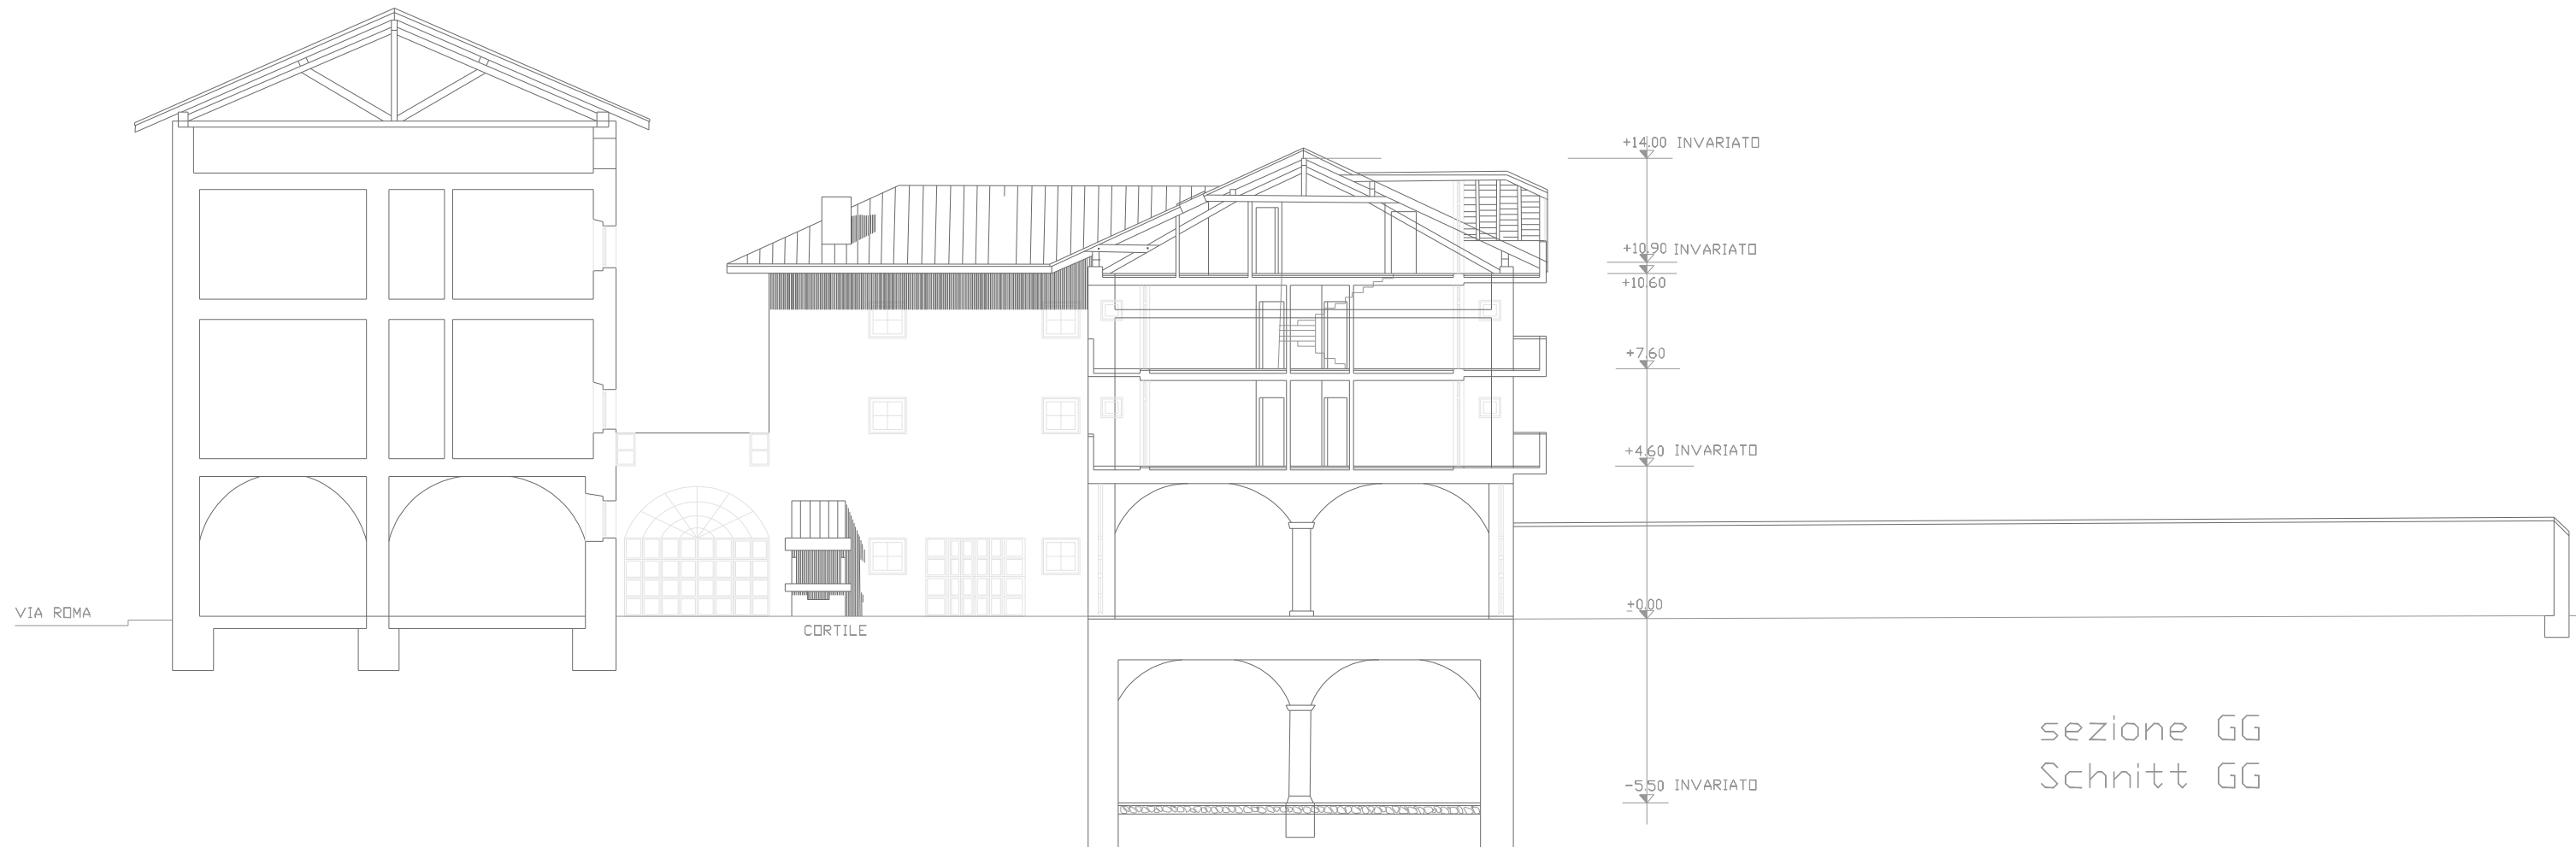 +14.00 INVARIATO
+10.90 INVARIATO
+10.60
+7.60
+4.60 INVARIATO
±0.00
VIA ROMA
CORTILE
sezione GG
Schnitt GG
-5.50 INVARIATO